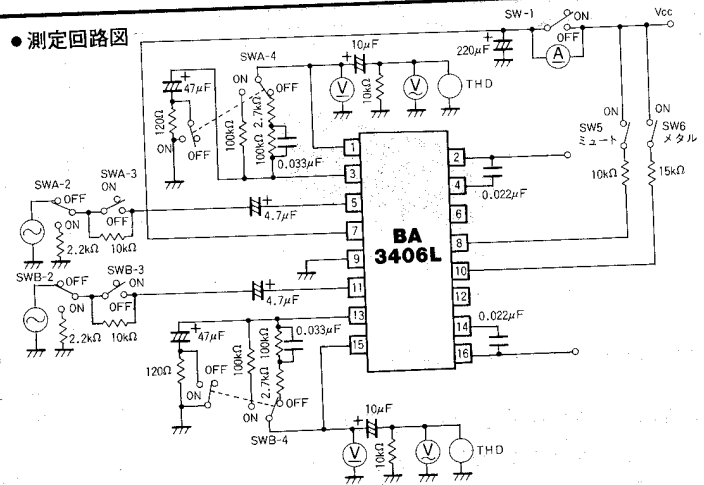 ●測定回路図
SW-1
ON
OFF
Vcc
220μF
A
SWA-4
10μF
ON
OFF
47μF
120Ω
ON
OFF
100kΩ
2.7kΩ
100kΩ
0.033μF
V
10kΩ
V
THD
ON
SW5
ミュート
10kΩ
ON
SW6
メタル
15kΩ
SWA-2
OFF
ON
2.2kΩ
SWA-3
ON
OFF
10kΩ
4.7μF
SWB-2
OFF
ON
2.2kΩ
SWB-3
ON
OFF
10kΩ
4.7μF
1
3
5
7
9
11
13
15
BA
3406L
2
4
6
8
10
12
14
16
0.022μF
0.022μF
47μF
120Ω
ON
OFF
100kΩ
100kΩ
0.033μF
2.7kΩ
ON
OFF
SWB-4
10μF
V
10kΩ
V
THD